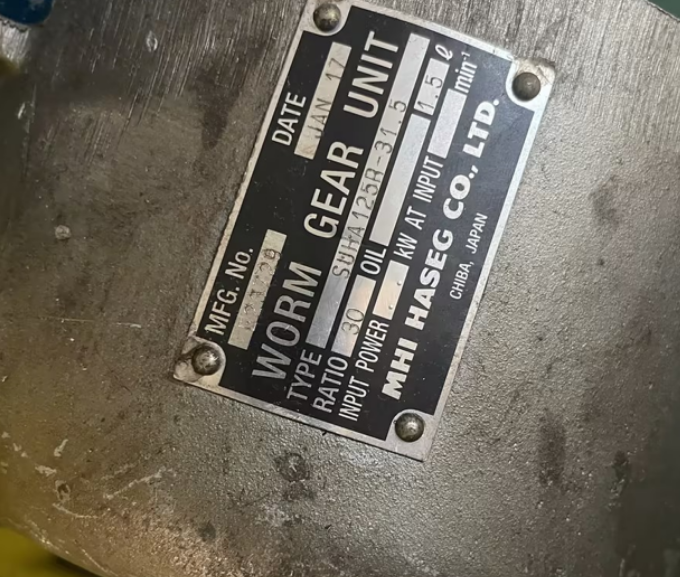 MFG. No. DATE JAN 17
WORM GEAR UNIT
TYPE SUHA125R-31.5
RATIO 30 OIL 1.5 ℓ
INPUT POWER kW AT INPUT min⁻¹
MHI HASEG CO., LTD.
CHIBA, JAPAN